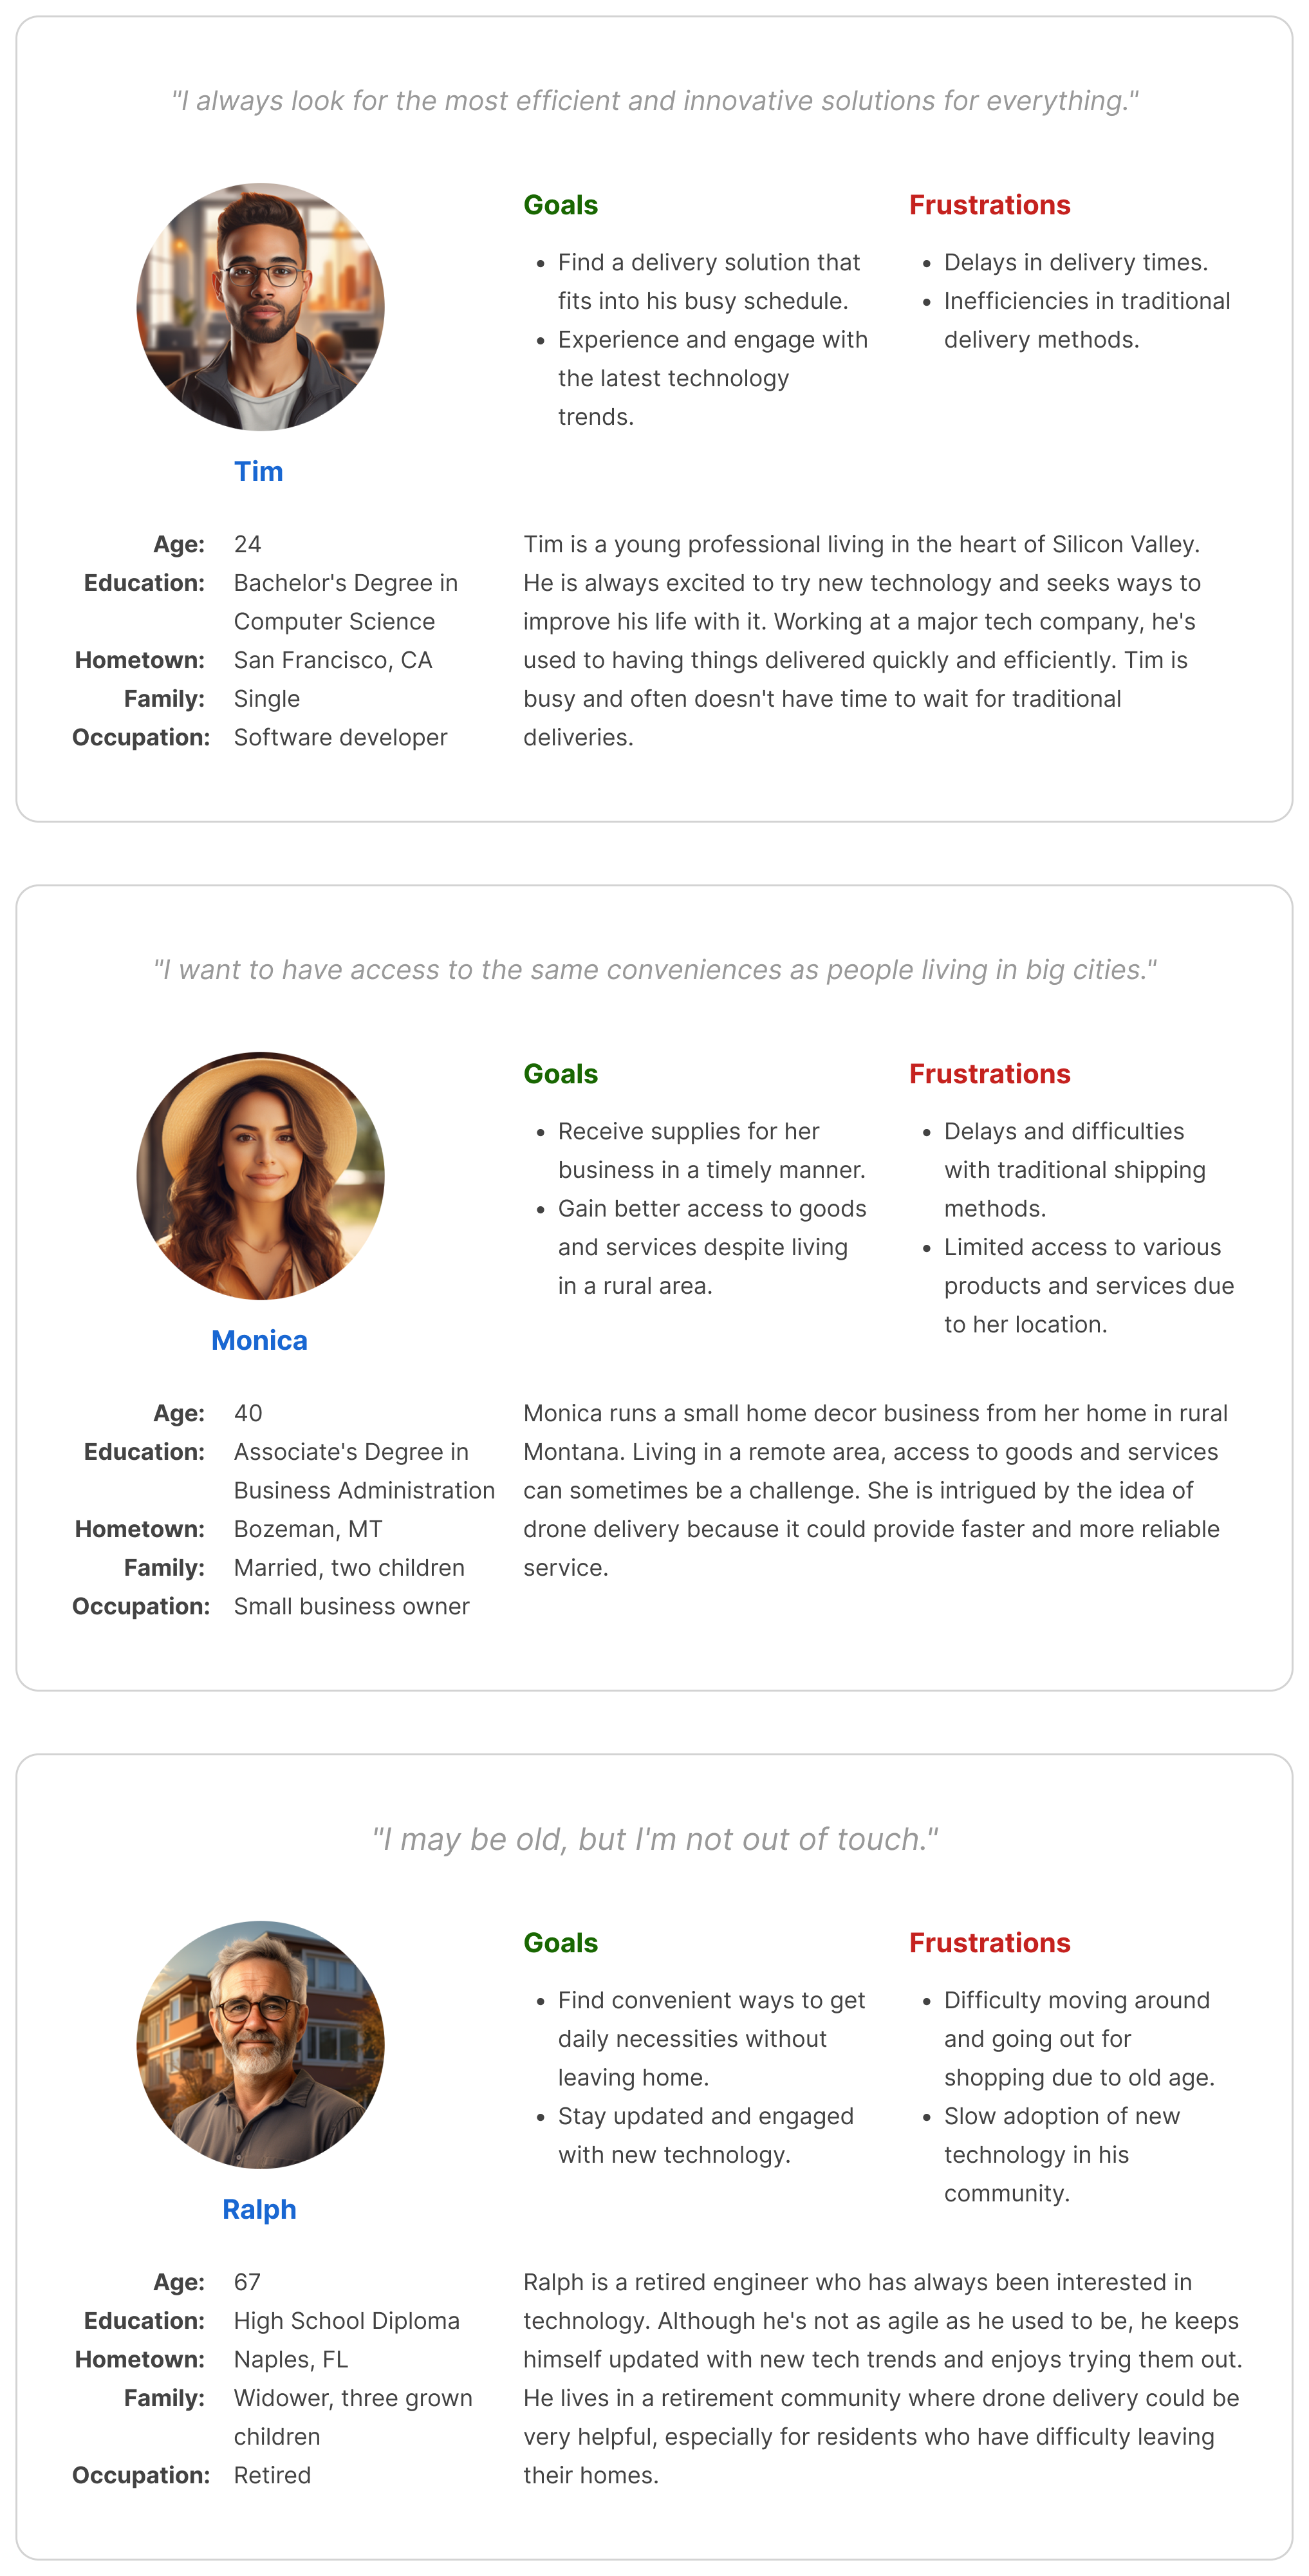 "I always look for the most efficient and innovative solutions for everything."
Goals
• Find a delivery solution that
fits into his busy schedule.
• Experience and engage with
the latest technology
trends.
Frustrations
• Delays in delivery times.
• Inefficiencies in traditional
delivery methods.
Tim
Age: 24
Education: Bachelor's Degree in
Computer Science
Hometown: San Francisco, CA
Family: Single
Occupation: Software developer
Tim is a young professional living in the heart of Silicon Valley.
He is always excited to try new technology and seeks ways to
improve his life with it. Working at a major tech company, he's
used to having things delivered quickly and efficiently. Tim is
busy and often doesn't have time to wait for traditional
deliveries.
"I want to have access to the same conveniences as people living in big cities."
Goals
• Receive supplies for her
business in a timely manner.
• Gain better access to goods
and services despite living
in a rural area.
Frustrations
• Delays and difficulties
with traditional shipping
methods.
• Limited access to various
products and services due
to her location.
Monica
Age: 40
Education: Associate's Degree in
Business Administration
Hometown: Bozeman, MT
Family: Married, two children
Occupation: Small business owner
Monica runs a small home decor business from her home in rural
Montana. Living in a remote area, access to goods and services
can sometimes be a challenge. She is intrigued by the idea of
drone delivery because it could provide faster and more reliable
service.
"I may be old, but I'm not out of touch."
Goals
• Find convenient ways to get
daily necessities without
leaving home.
• Stay updated and engaged
with new technology.
Frustrations
• Difficulty moving around
and going out for
shopping due to old age.
• Slow adoption of new
technology in his
community.
Ralph
Age: 67
Education: High School Diploma
Hometown: Naples, FL
Family: Widower, three grown
children
Occupation: Retired
Ralph is a retired engineer who has always been interested in
technology. Although he's not as agile as he used to be, he keeps
himself updated with new tech trends and enjoys trying them out.
He lives in a retirement community where drone delivery could be
very helpful, especially for residents who have difficulty leaving
their homes.